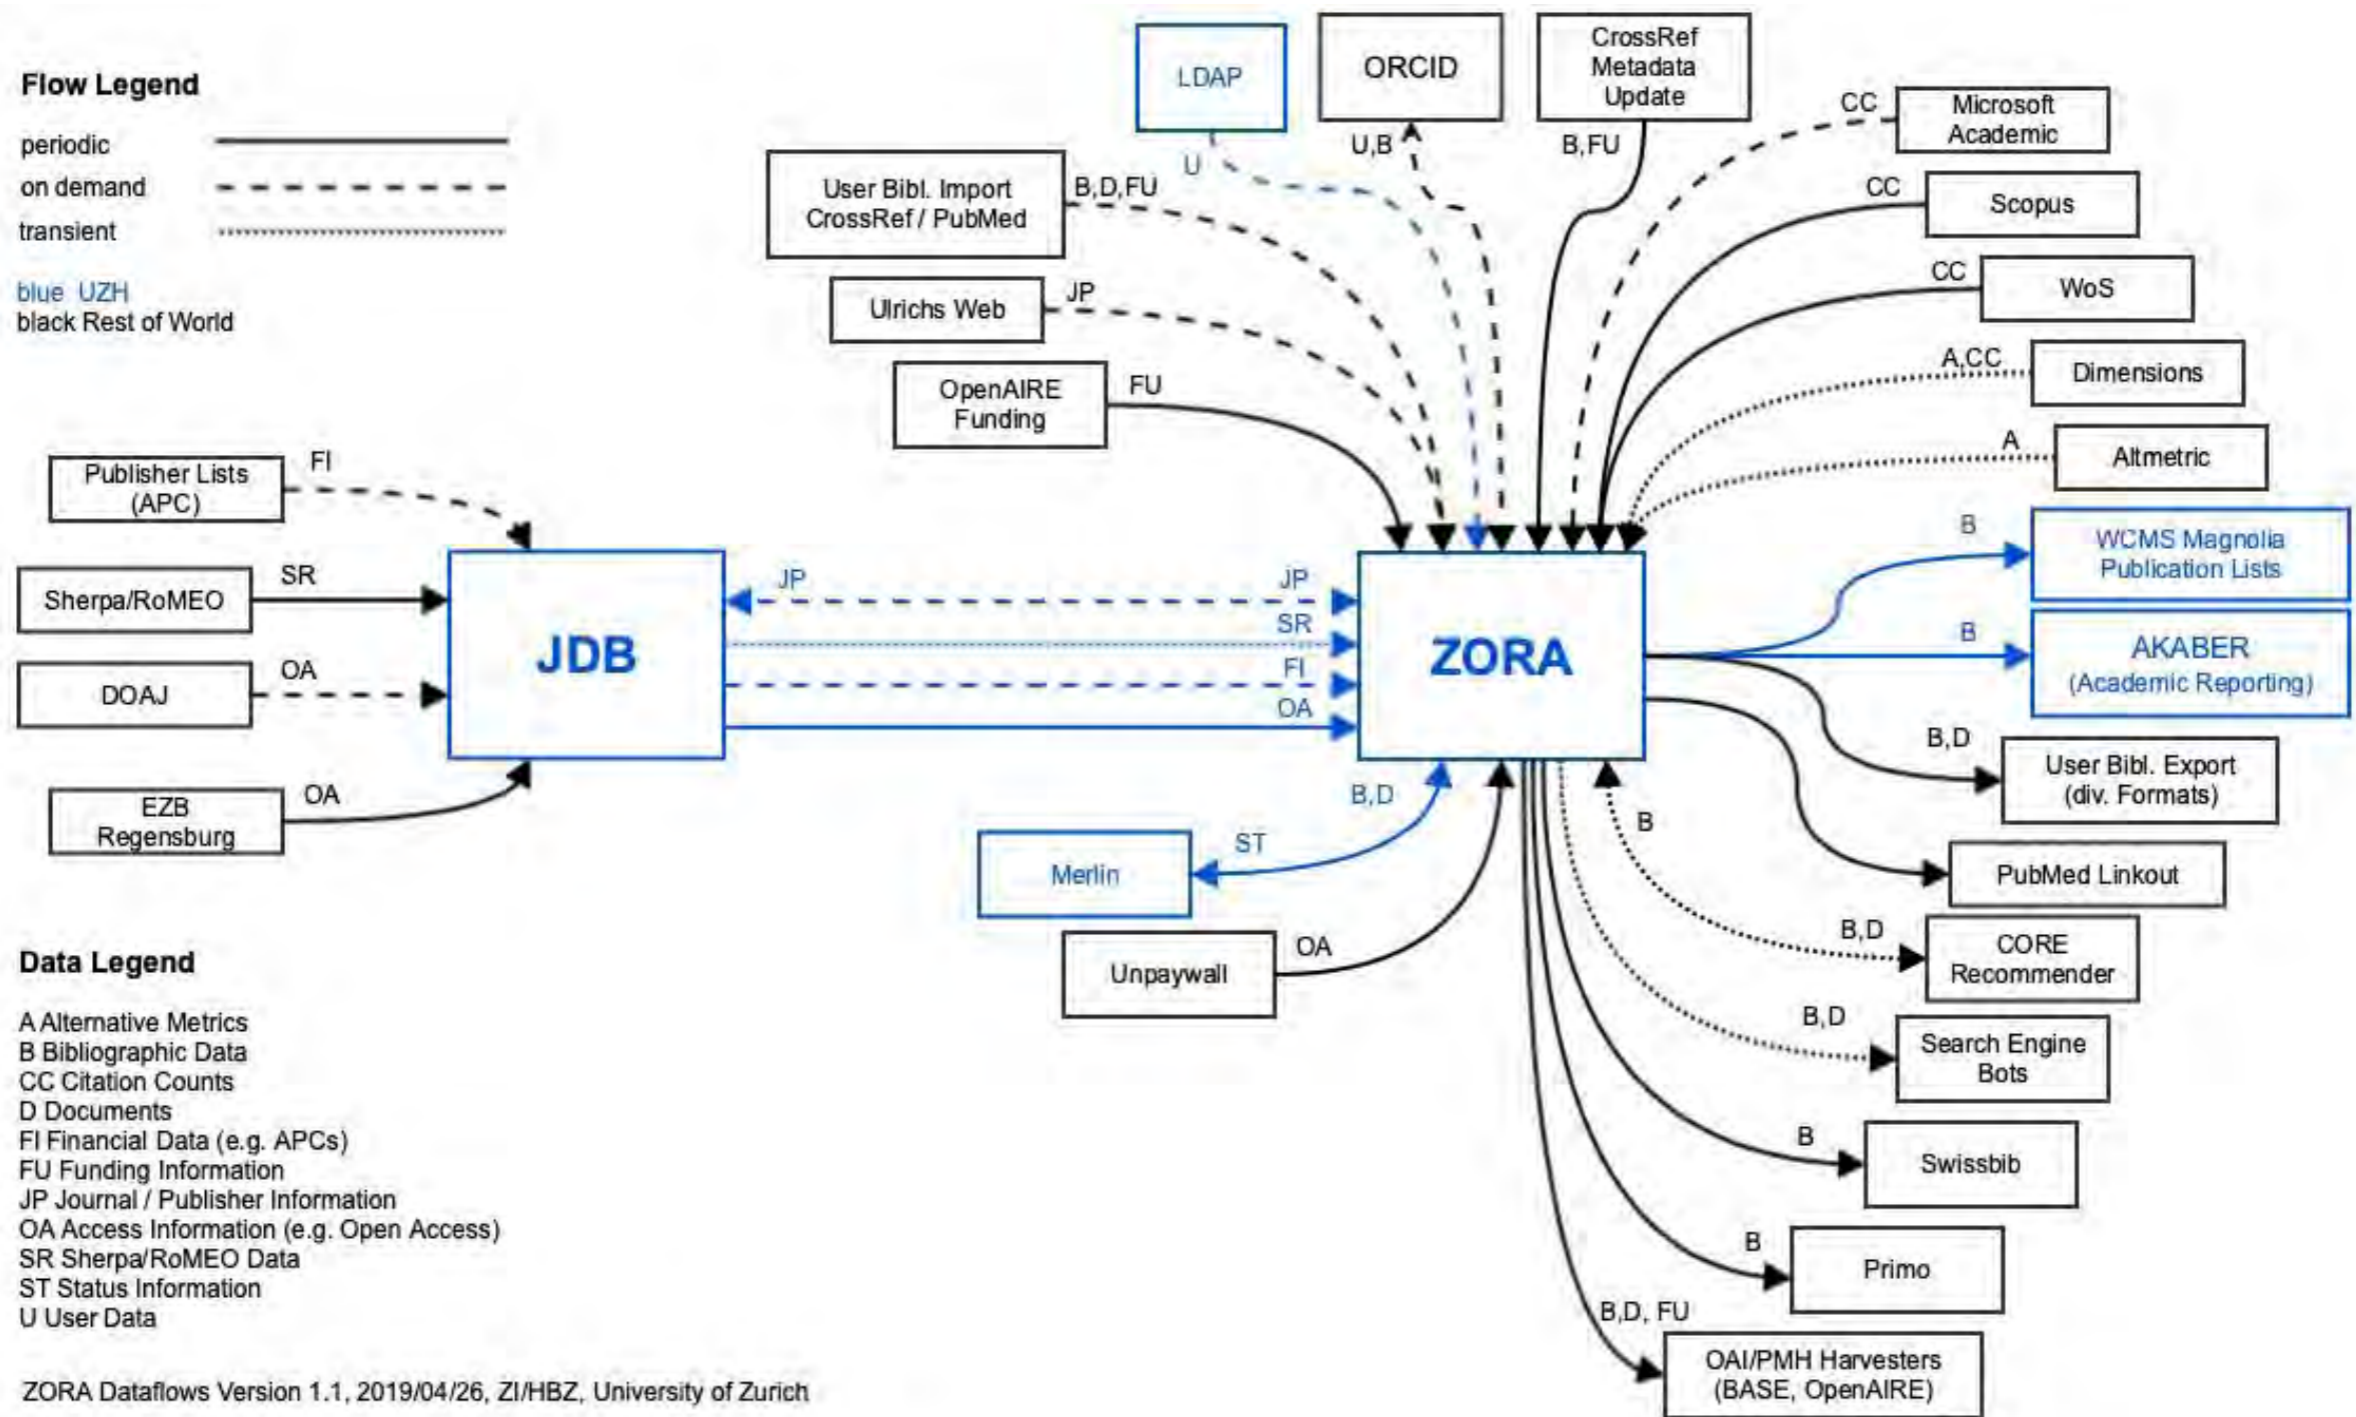 Flow Legend
periodic
on demand
transient
blue UZH
black Rest of World
LDAP
U
ORCID
U,B
CrossRef
Metadata
Update
B,FU
CC
Microsoft
Academic
CC
Scopus
CC
WoS
A,CC
Dimensions
A
Altmetric
User Bibl. Import
CrossRef / PubMed
B,D,FU
Ulrichs Web
JP
OpenAIRE
Funding
FU
Publisher Lists
(APC)
FI
Sherpa/RoMEO
SR
DOAJ
OA
EZB
Regensburg
OA
JDB
JP
JP
SR
FI
OA
ZORA
B
WCMS Magnolia
Publication Lists
B
AKABER
(Academic Reporting)
B,D
User Bibl. Export
(div. Formats)
PubMed Linkout
B
B,D
CORE
Recommender
B,D
Search Engine
Bots
B
Swissbib
B
Primo
B,D, FU
OAI/PMH Harvesters
(BASE, OpenAIRE)
B,D
ST
Merlin
Unpaywall
OA
Data Legend
A Alternative Metrics
B Bibliographic Data
CC Citation Counts
D Documents
FI Financial Data (e.g. APCs)
FU Funding Information
JP Journal / Publisher Information
OA Access Information (e.g. Open Access)
SR Sherpa/RoMEO Data
ST Status Information
U User Data
ZORA Dataflows Version 1.1, 2019/04/26, ZI/HBZ, University of Zurich